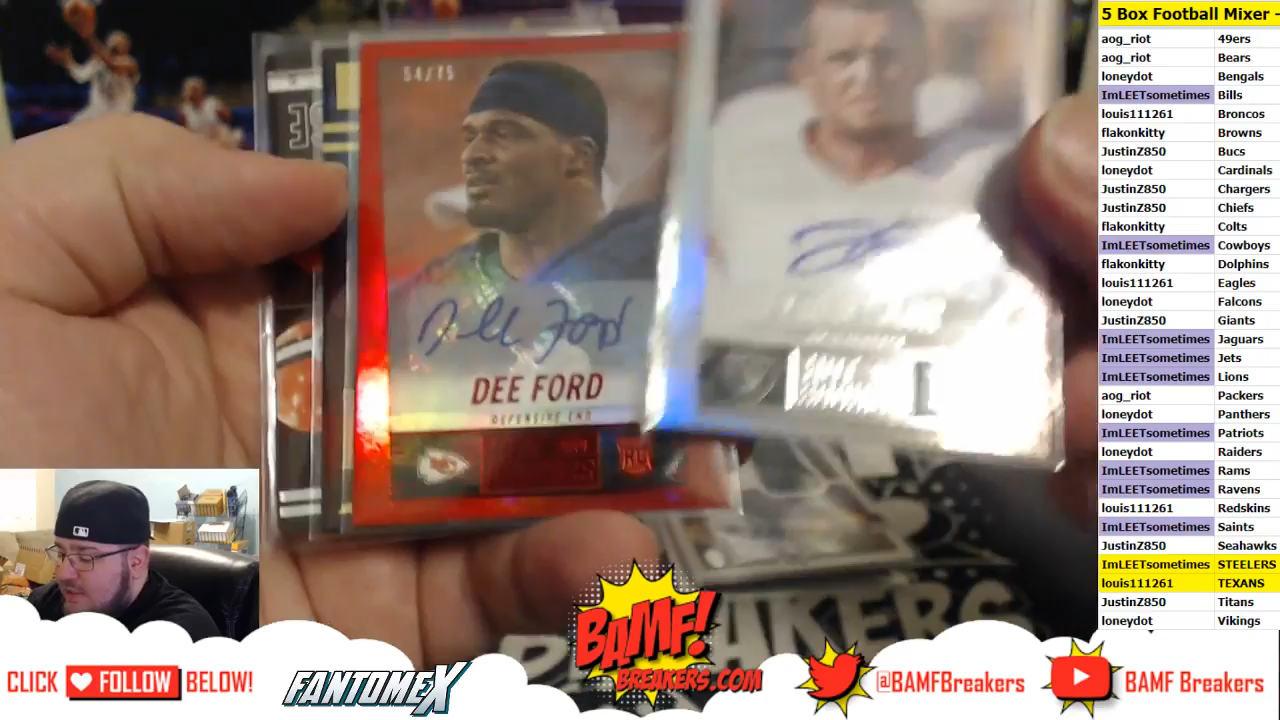 5 Box Football Mixer -
aog_riot 49ers
aog_riot Bears
loneydot Bengals
ImLEETsometimes Bills
louis111261 Broncos
flakonkitty Browns
JustinZ850 Bucs
loneydot Cardinals
JustinZ850 Chargers
JustinZ850 Chiefs
flakonkitty Colts
ImLEETsometimes Cowboys
flakonkitty Dolphins
louis111261 Eagles
loneydot Falcons
JustinZ850 Giants
ImLEETsometimes Jaguars
ImLEETsometimes Jets
ImLEETsometimes Lions
aog_riot Packers
loneydot Panthers
ImLEETsometimes Patriots
loneydot Raiders
ImLEETsometimes Rams
ImLEETsometimes Ravens
louis111261 Redskins
ImLEETsometimes Saints
JustinZ850 Seahawks
ImLEETsometimes STEELERS
louis111261 TEXANS
JustinZ850 Titans
loneydot Vikings
54/75
Dee Ford
DEE FORD
DEFENSIVE END
BAMF!
BREAKERS.COM
CLICK FOLLOW BELOW!
FANTOMEX
@BAMFBreakers
BAMF Breakers